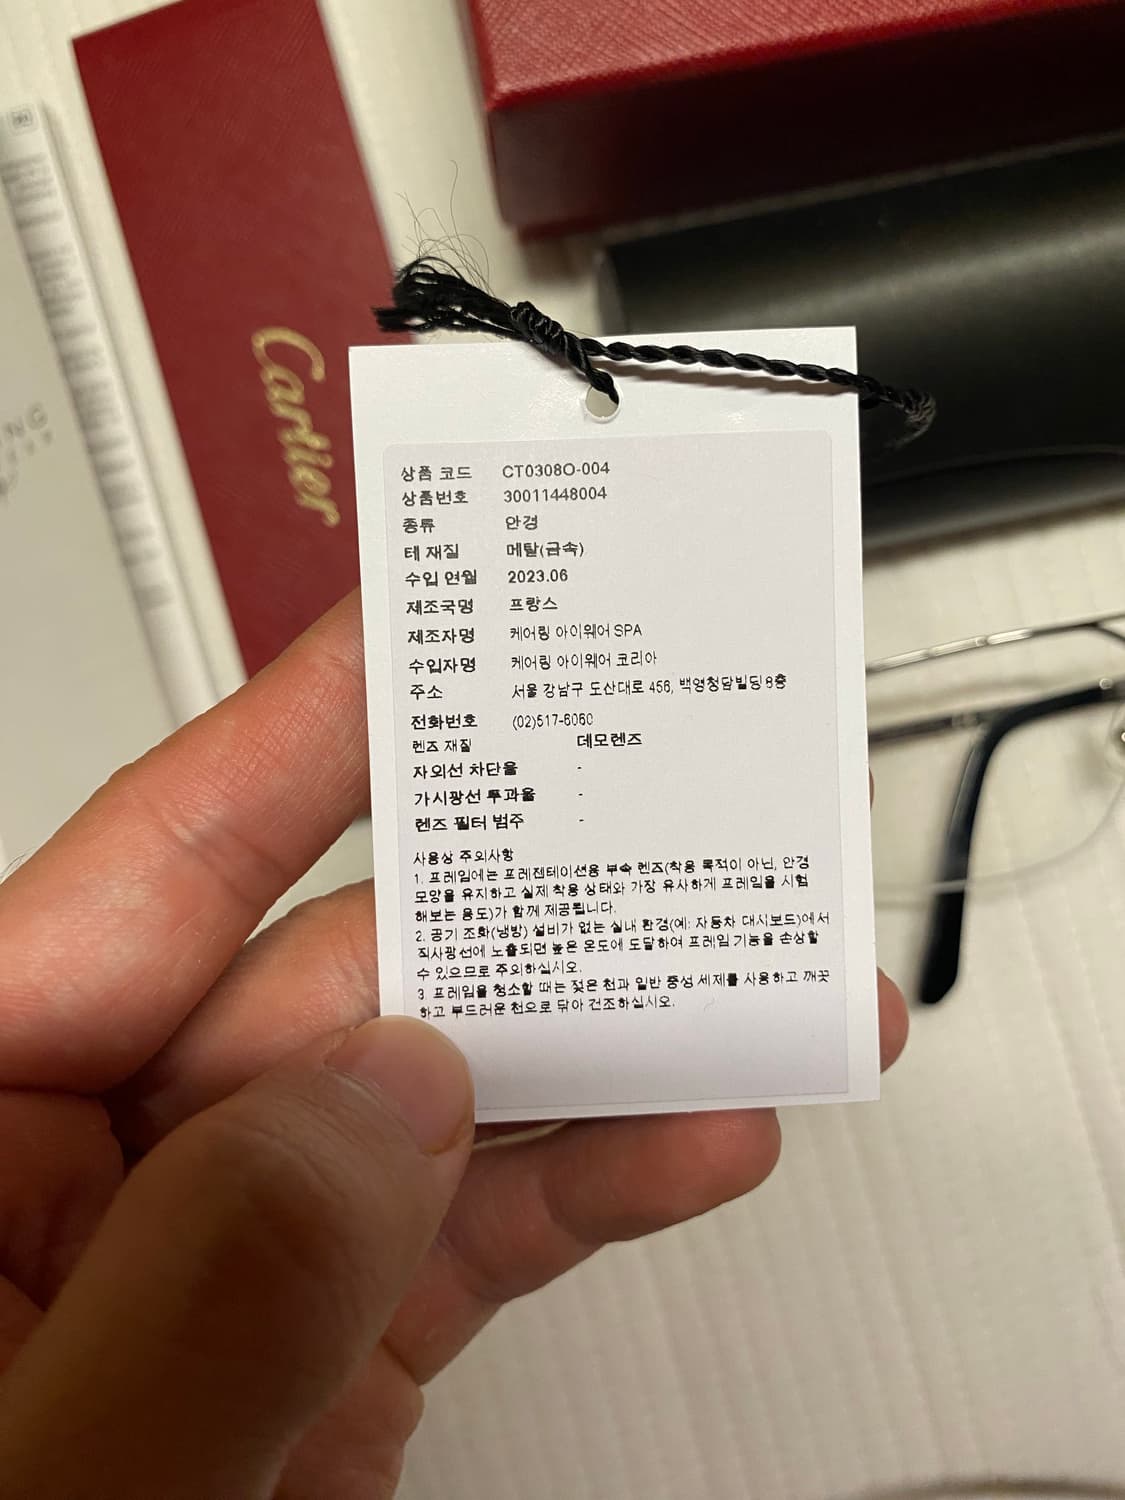 Cartier
상품 코드 CT0308O-004
상품번호 30011448004
종류 안경
테 재질 메탈(금속)
수입 연월 2023.06
제조국명 프랑스
제조자명 케어링 아이웨어 SPA
수입자명 케어링 아이웨어 코리아
주소 서울 강남구 도산대로 456, 백영청담빌딩 8층
전화번호 (02)517-6060
렌즈 재질 데모렌즈
자외선 차단율 -
가시광선 투과율 -
렌즈 필터 범주 -
사용상 주의사항
1. 프레임에는 프레젠테이션용 부속 렌즈(착용 목적이 아닌, 안경
모양을 유지하고 실제 착용 상태와 가장 유사하게 프레임을 시험
해보는 용도)가 함께 제공됩니다.
2. 공기 조화(냉방) 설비가 없는 실내 환경(예: 자동차 대시보드)에서
직사광선에 노출되면 높은 온도에 도달하여 프레임 기능을 손상할
수 있으므로 주의하십시오.
3. 프레임을 청소할 때는 젖은 천과 일반 중성 세제를 사용하고 깨끗
하고 부드러운 천으로 닦아 건조하십시오.